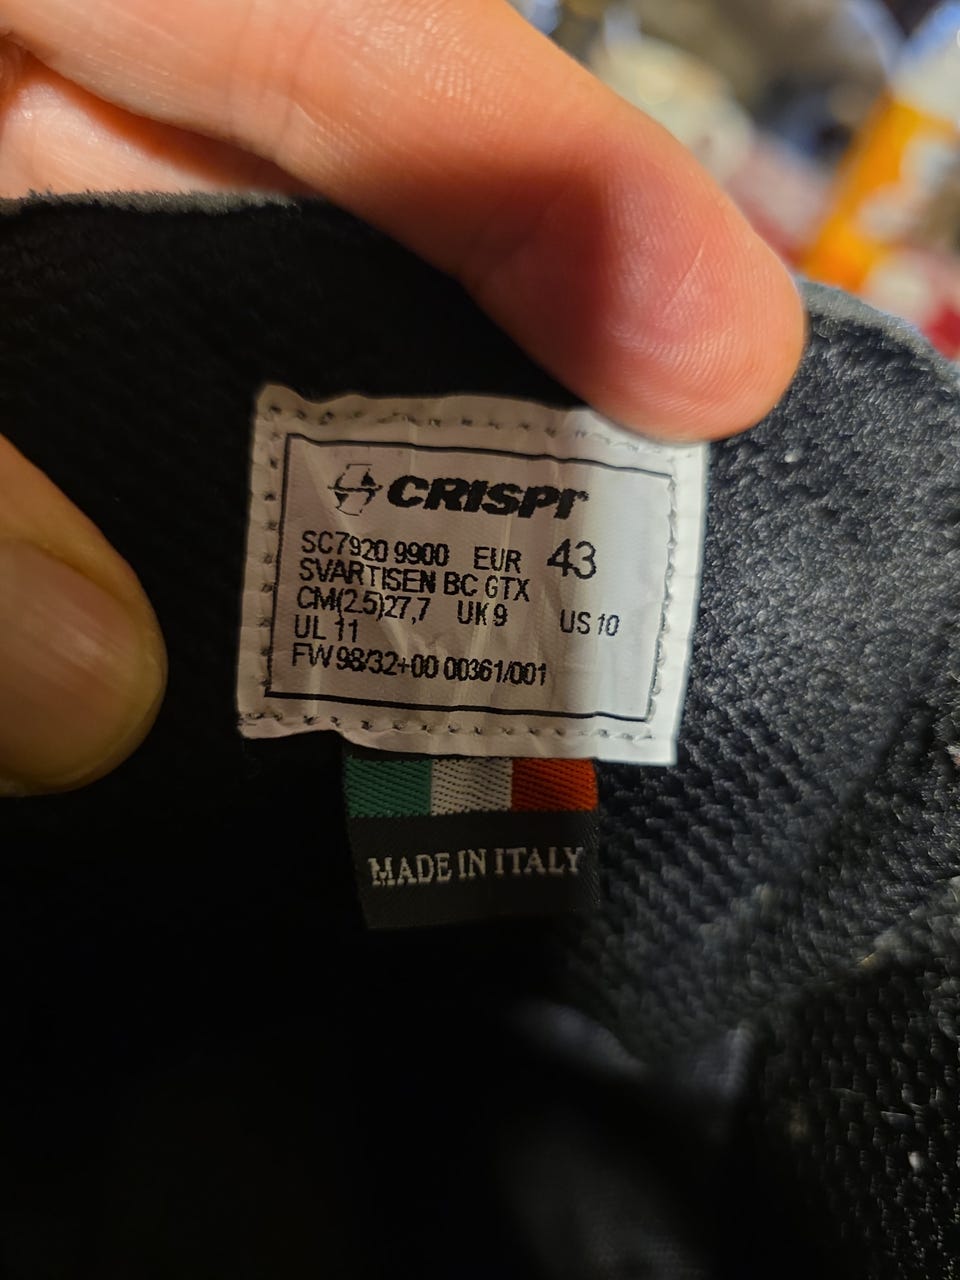 CRISPI
SC7920 9900 EUR 43
SVARTISEN BC GTX
CM(2.5)27,7 UK 9 US 10
UL 11
FW 98/32+00 00361/001
MADE IN ITALY